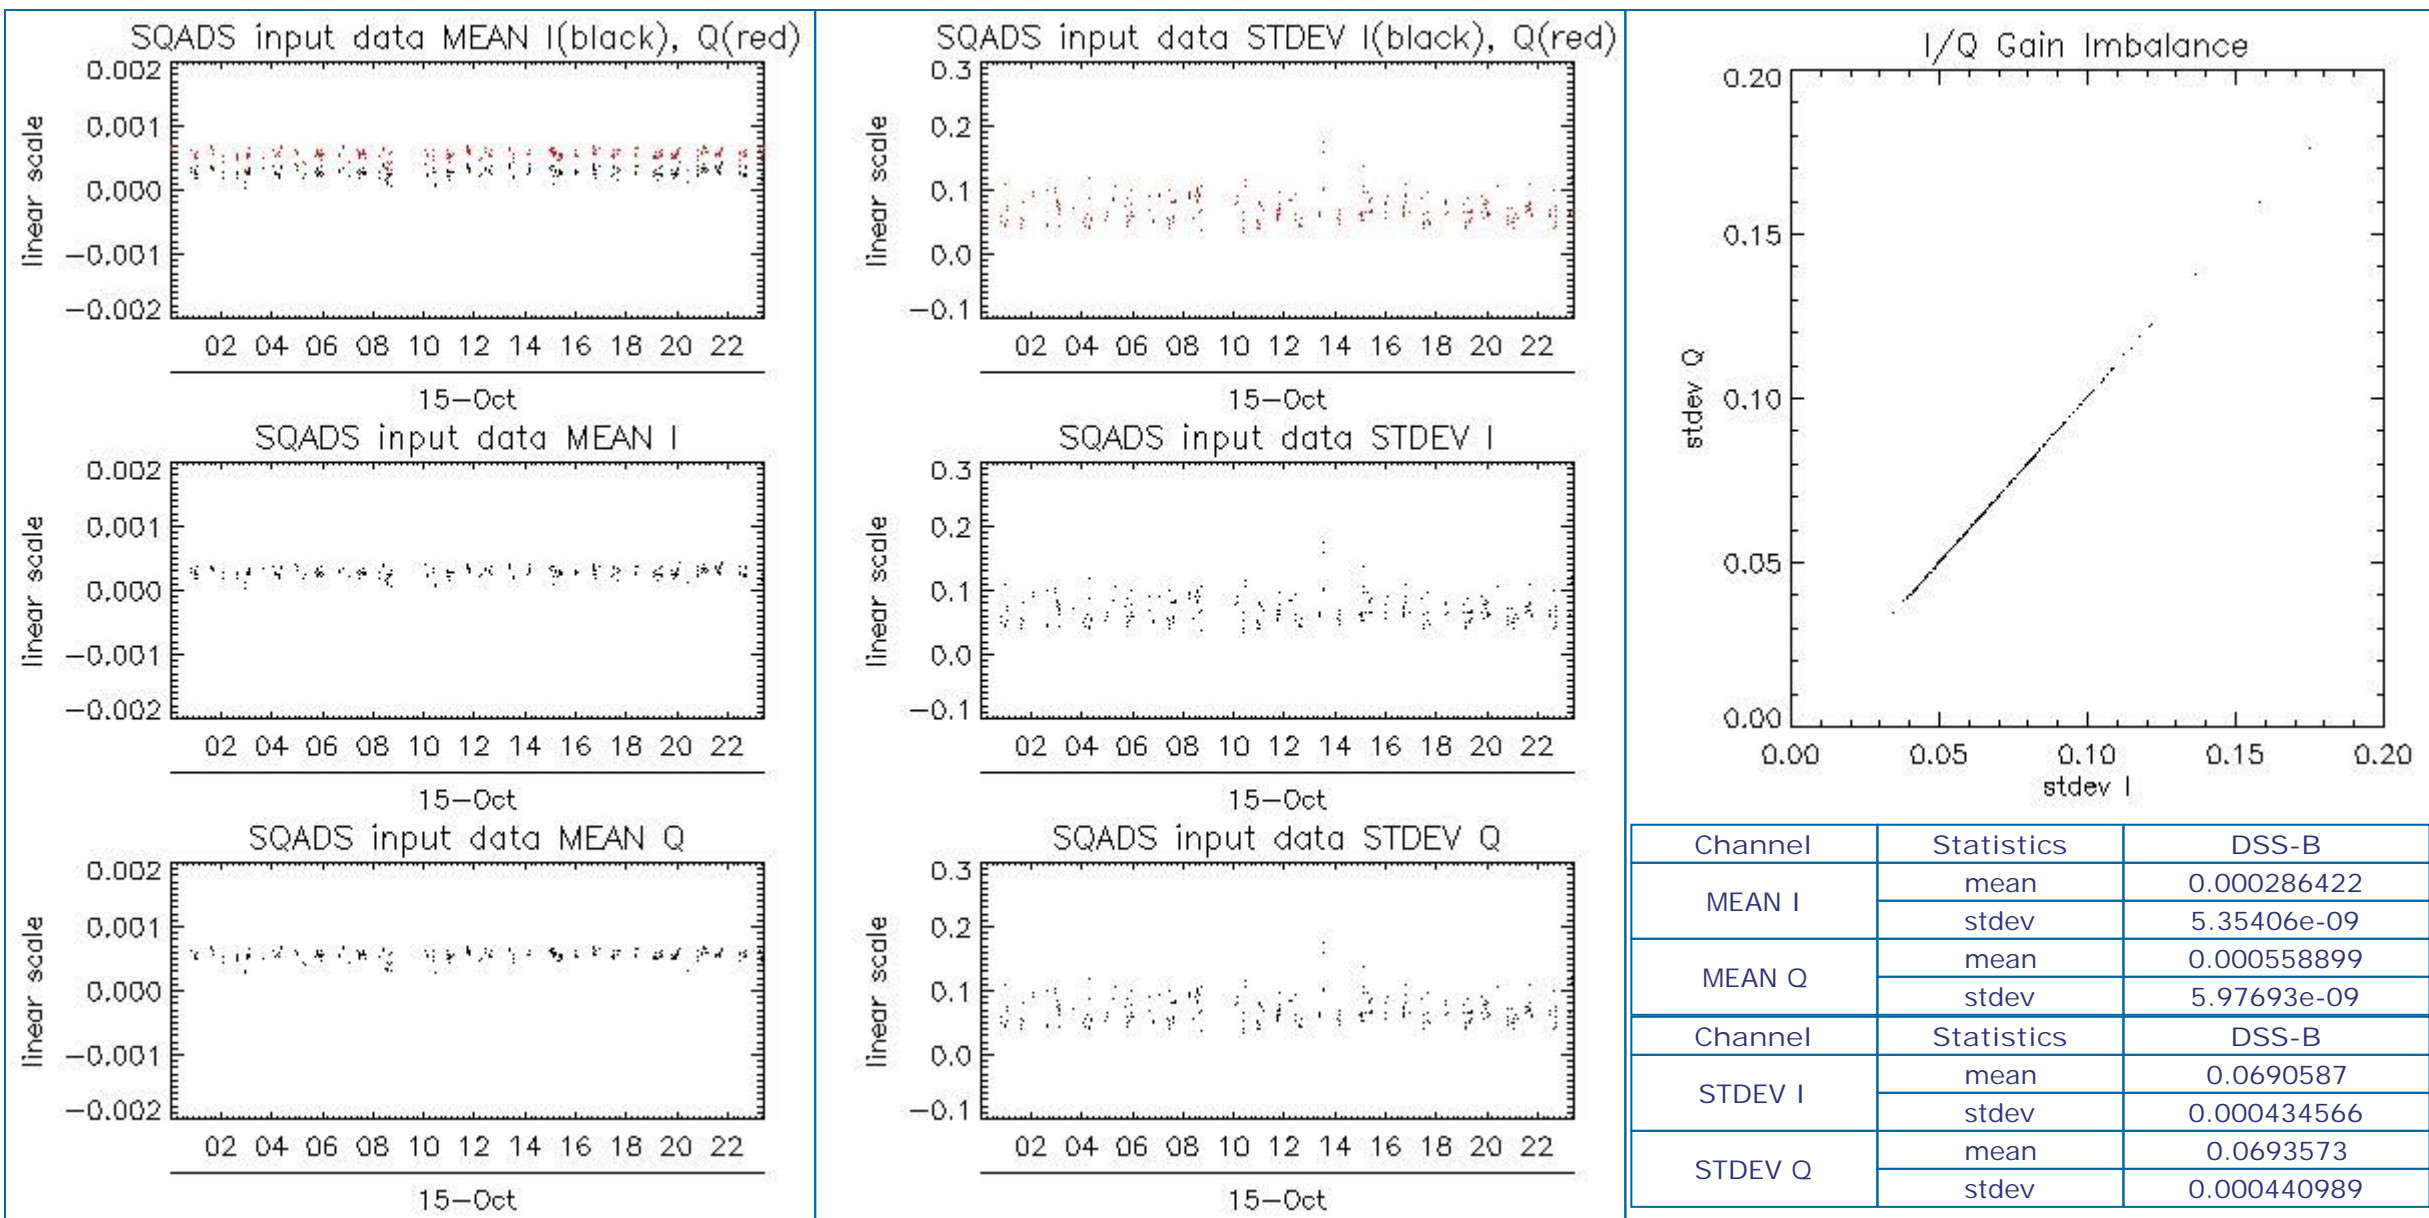 SQADS input data MEAN I(black), Q(red)
linear scale
0.002
0.001
0.000
−0.001
−0.002
02 04 06 08 10 12 14 16 18 20 22
15−Oct
SQADS input data MEAN I
linear scale
0.002
0.001
0.000
−0.001
−0.002
02 04 06 08 10 12 14 16 18 20 22
15−Oct
SQADS input data MEAN Q
linear scale
0.002
0.001
0.000
−0.001
−0.002
02 04 06 08 10 12 14 16 18 20 22
15−Oct
SQADS input data STDEV I(black), Q(red)
linear scale
0.3
0.2
0.1
0.0
−0.1
02 04 06 08 10 12 14 16 18 20 22
15−Oct
SQADS input data STDEV I
linear scale
0.3
0.2
0.1
0.0
−0.1
02 04 06 08 10 12 14 16 18 20 22
15−Oct
SQADS input data STDEV Q
linear scale
0.3
0.2
0.1
0.0
−0.1
02 04 06 08 10 12 14 16 18 20 22
15−Oct
I/Q Gain Imbalance
stdev Q
0.20
0.15
0.10
0.05
0.00
0.00 0.05 0.10 0.15 0.20
stdev I
Channel Statistics DSS-B
MEAN I mean 0.000286422
stdev 5.35406e-09
MEAN Q mean 0.000558899
stdev 5.97693e-09
Channel Statistics DSS-B
STDEV I mean 0.0690587
stdev 0.000434566
STDEV Q mean 0.0693573
stdev 0.000440989